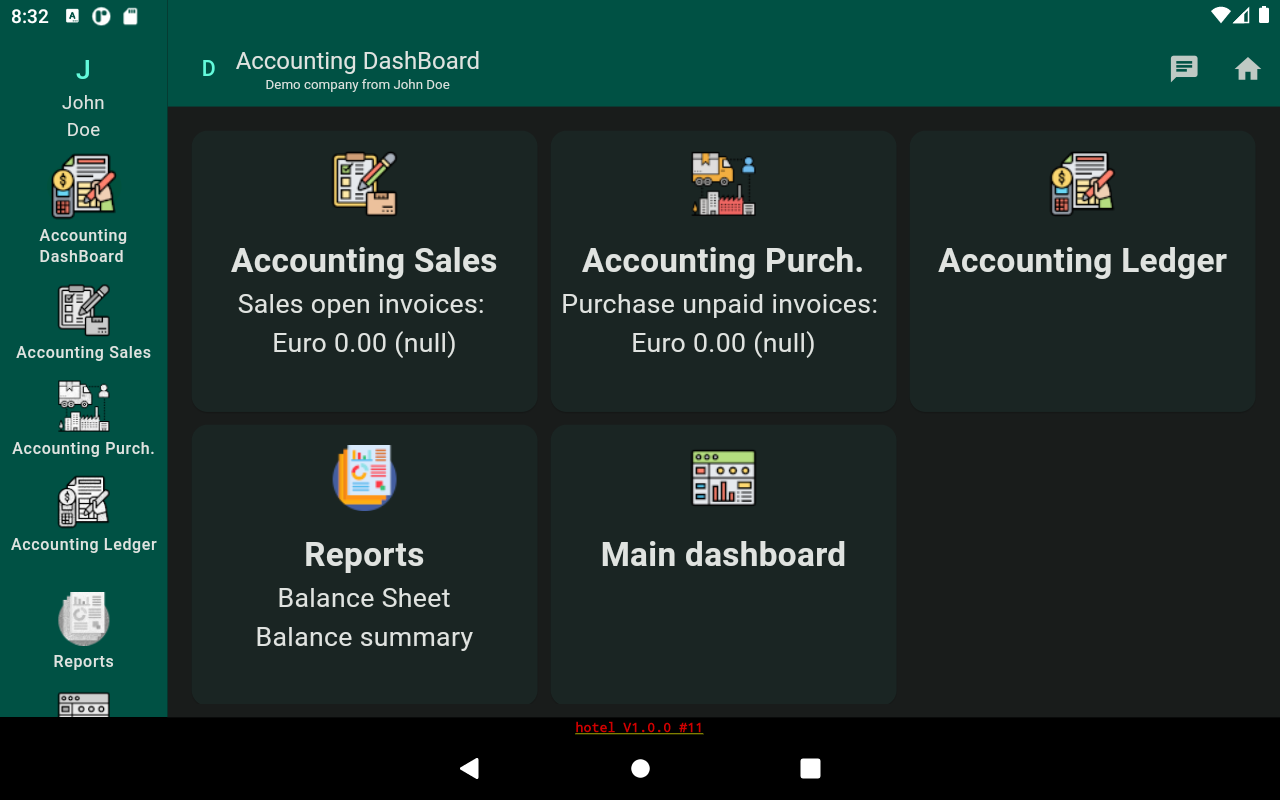 8:32
A
J
John
Doe
Accounting
DashBoard
Accounting Sales
Accounting Purch.
Accounting Ledger
Reports
D
Accounting DashBoard
Demo company from John Doe
Accounting Sales
Sales open invoices:
Euro 0.00 (null)
Accounting Purch.
Purchase unpaid invoices:
Euro 0.00 (null)
Accounting Ledger
Reports
Balance Sheet
Balance summary
Main dashboard
hotel V1.0.0 #11